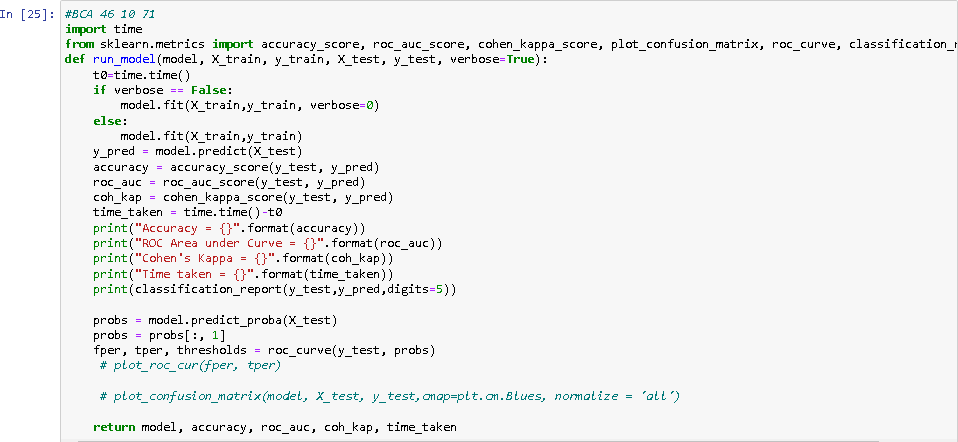 In [25]: #BCA 46 10 71
import time
from sklearn.metrics import accuracy_score, roc_auc_score, cohen_kappa_score, plot_confusion_matrix, roc_curve, classification_r
def run_model(model, X_train, y_train, X_test, y_test, verbose=True):
    t0=time.time()
    if verbose == False:
        model.fit(X_train,y_train, verbose=0)
    else:
        model.fit(X_train,y_train)
    y_pred = model.predict(X_test)
    accuracy = accuracy_score(y_test, y_pred)
    roc_auc = roc_auc_score(y_test, y_pred)
    coh_kap = cohen_kappa_score(y_test, y_pred)
    time_taken = time.time()-t0
    print("Accuracy = {}".format(accuracy))
    print("ROC Area under Curve = {}".format(roc_auc))
    print("Cohen's Kappa = {}".format(coh_kap))
    print("Time taken = {}".format(time_taken))
    print(classification_report(y_test,y_pred,digits=5))
    probs = model.predict_proba(X_test)
    probs = probs[:, 1]
    fper, tper, thresholds = roc_curve(y_test, probs)
     # plot_roc_cur(fper, tper)
     # plot_confusion_matrix(model, X_test, y_test,cmap=plt.cm.Blues, normalize = 'all')
    return model, accuracy, roc_auc, coh_kap, time_taken